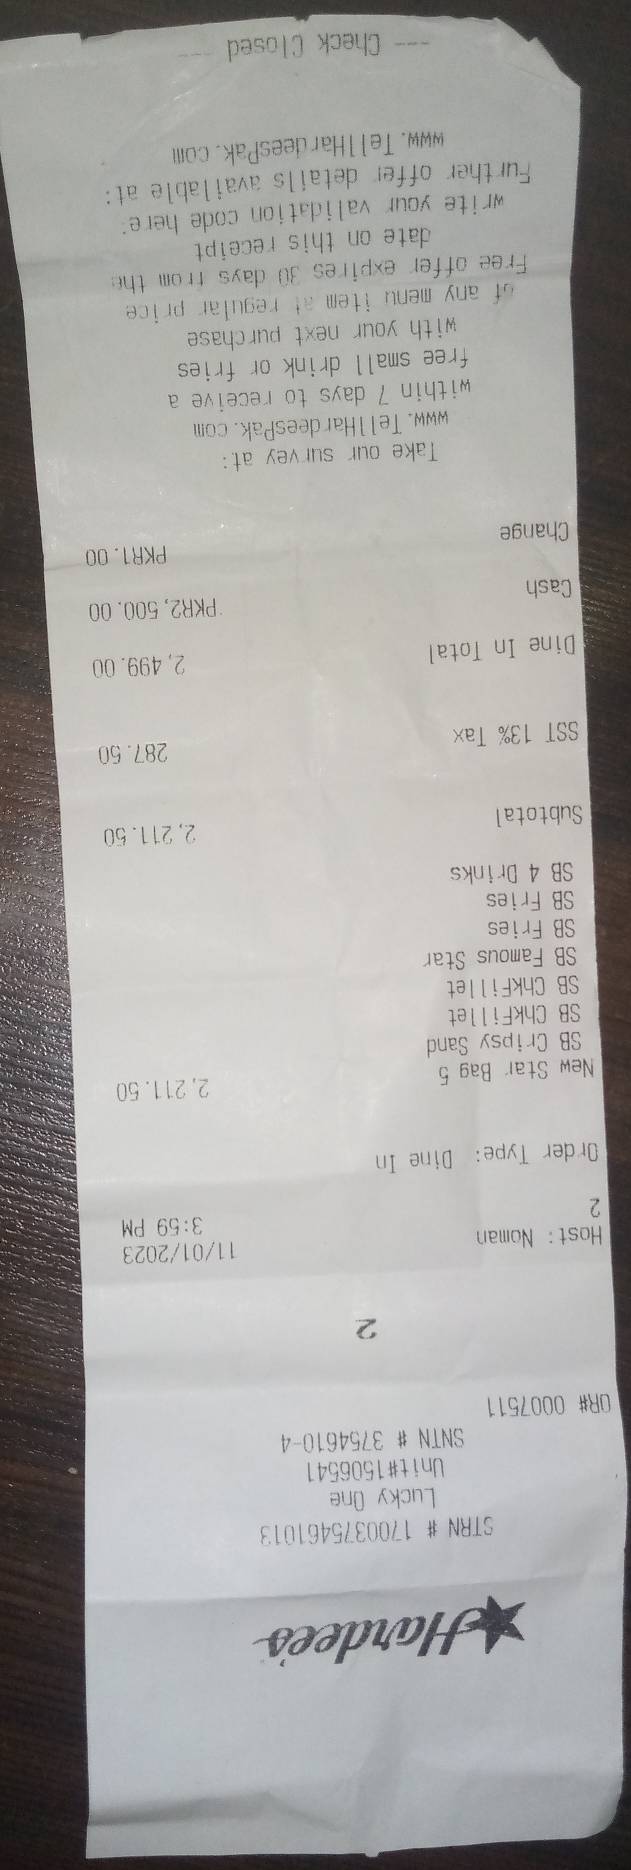 Hardee's
STRN # 1700375461013
Lucky One
Unit#1506541
SNTN # 3754610-4
OR# 0007511
2
Host: Noman 11/01/2023
2 3:59 PM
Order Type: Dine In
New Star Bag 5 2,211.50
SB Cripsy Sand
SB ChkFillet
SB ChkFillet
SB Famous Star
SB Fries
SB Fries
SB 4 Drinks
Subtotal 2,211.50
SST 13% Tax 287.50
Dine In Total 2,499.00
Cash PKR2,500.00
Change PKR1.00
Take our survey at:
www.TellHardeesPak.com
within 7 days to receive a
free small drink or fries
with your next purchase
of any menu item at regular price
Free offer expires 30 days from the
date on this receipt
write your validation code here
Further offer details available at:
www.TellHardeesPak.com
--- Check Closed ---